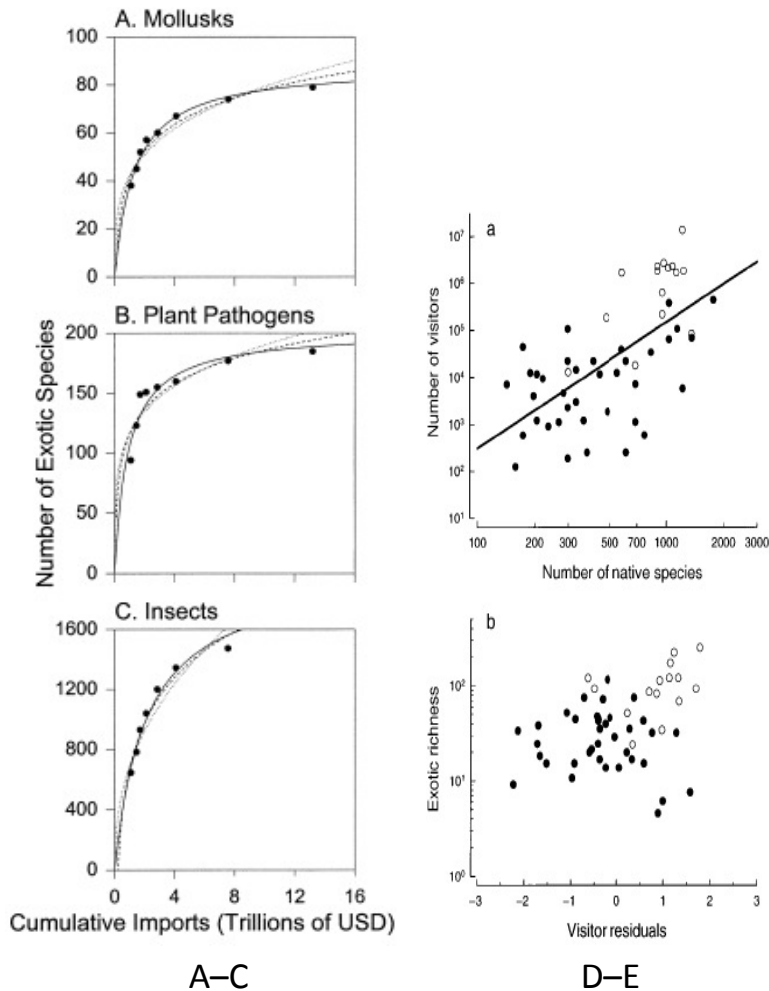 A. Mollusks
100
80
60
40
20
0
B. Plant Pathogens
200
150
100
50
0
Number of Exotic Species
C. Insects
1600
1200
800
400
0
0 4 8 12 16
Cumulative Imports (Trillions of USD)
A–C
a
10⁷
10⁶
10⁵
10⁴
10³
10²
10¹
Number of visitors
100 200 300 500 700 1000 2000 3000
Number of native species
b
10²
10¹
10⁰
Exotic richness
−3 −2 −1 0 1 2 3
Visitor residuals
D–E